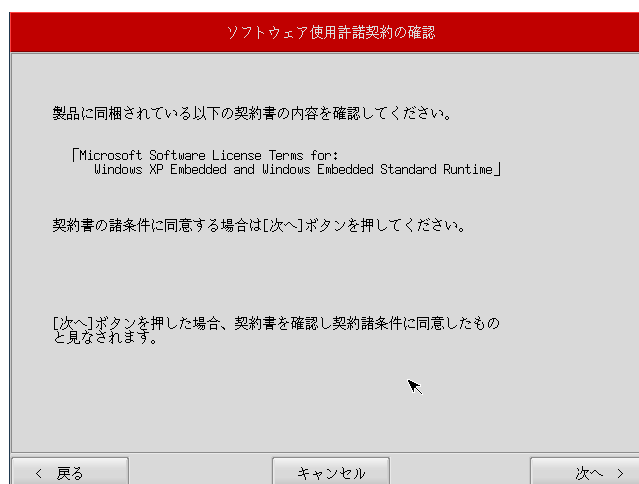 ソフトウェア使用許諾契約の確認
製品に同梱されている以下の契約書の内容を確認してください。
「Microsoft Software License Terms for:
Windows XP Embedded and Windows Embedded Standard Runtime」
契約書の諸条件に同意する場合は[次へ]ボタンを押してください。
[次へ]ボタンを押した場合、契約書を確認し契約諸条件に同意したもの
と見なされます。
< 戻る
キャンセル
次へ >